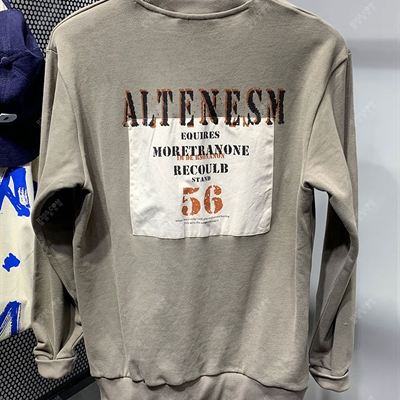 ALTENESM
EQUIRES
MORETRANONE
RECOULB
STAND
56